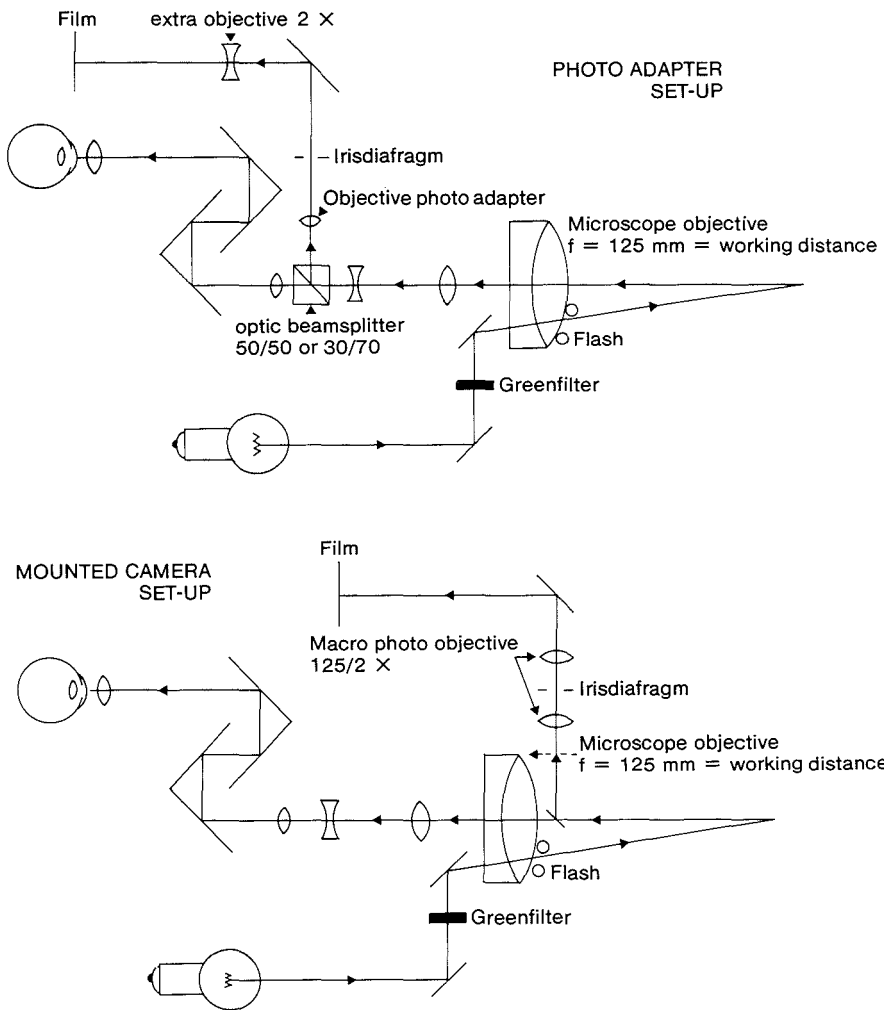 Film
extra objective 2 ×
PHOTO ADAPTER
SET-UP
Irisdiafragm
Objective photo adapter
Microscope objective
f = 125 mm = working distance
optic beamsplitter
50/50 or 30/70
Flash
Greenfilter
MOUNTED CAMERA
SET-UP
Film
Macro photo objective
125/2 ×
Irisdiafragm
Microscope objective
f = 125 mm = working distance
Flash
Greenfilter